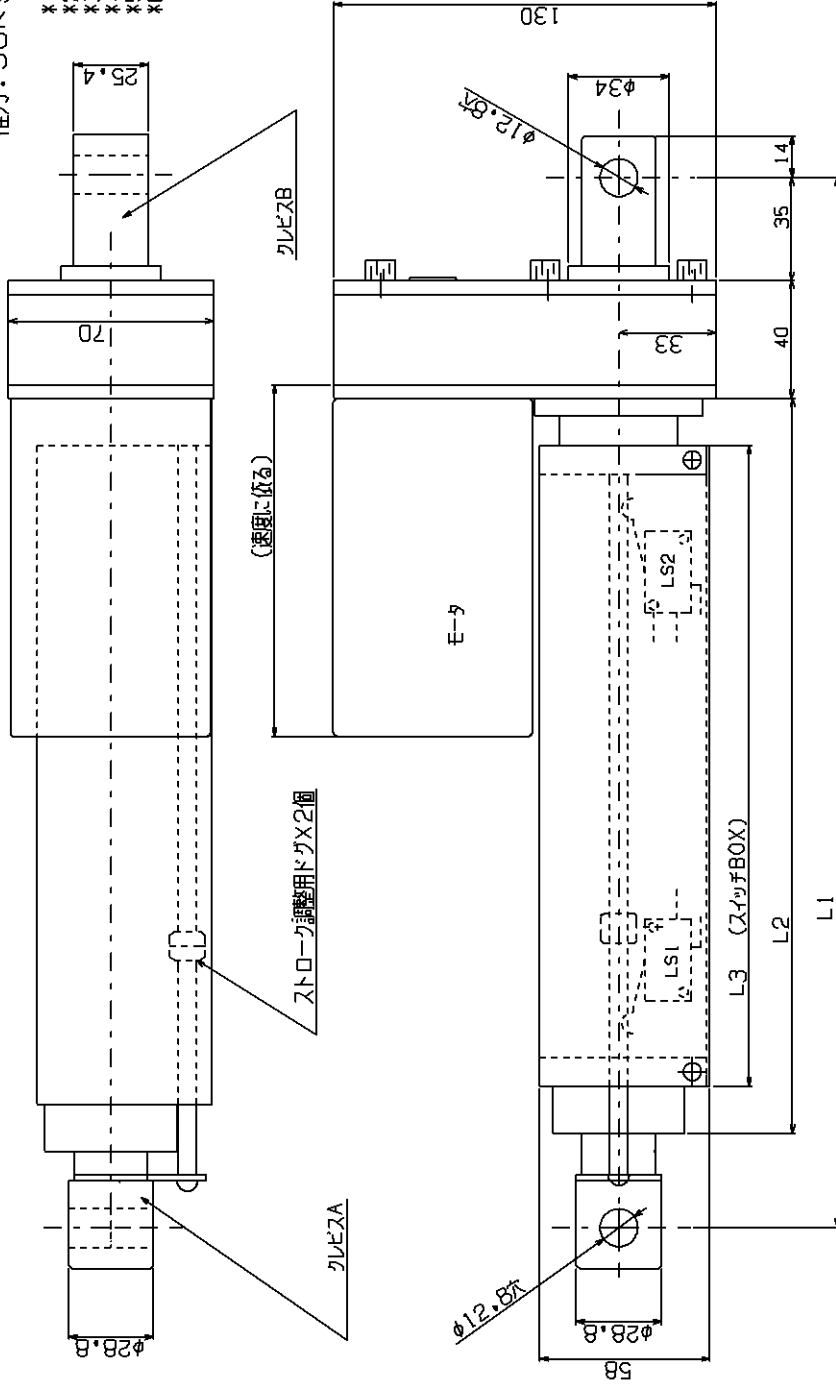 25.4
クレビスB
70
ストローク調整用ドグ×2個
クレビスA
φ28.8
130
φ12.8穴
φ34
14
35
40
33
(速度に依る)
モータ
LS2
LS1
L3 (スイッチBOX)
L2
L1
φ12.8穴
φ28.8
58